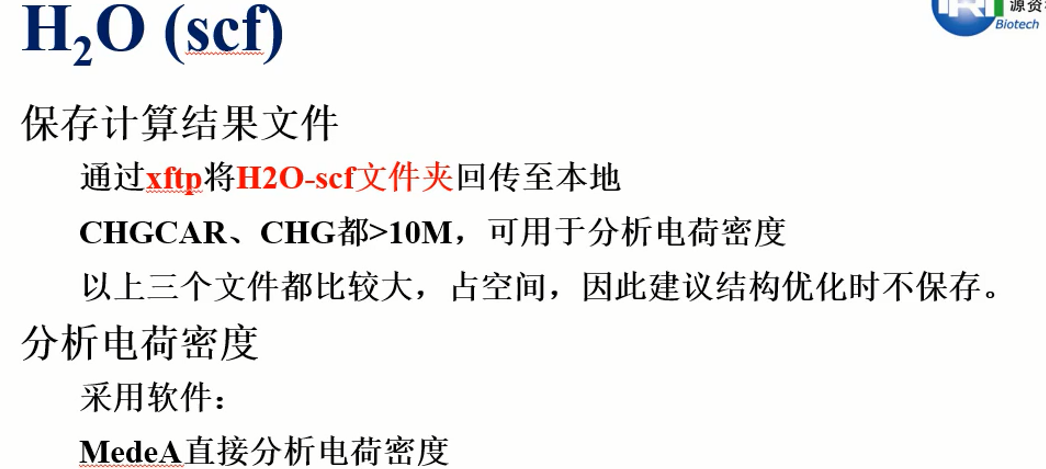 H₂O (scf)
源资
Biotech
保存计算结果文件
通过xftp将H2O-scf文件夹回传至本地
CHGCAR、CHG都>10M，可用于分析电荷密度
以上三个文件都比较大，占空间，因此建议结构优化时不保存。
分析电荷密度
采用软件：
MedeA直接分析电荷密度